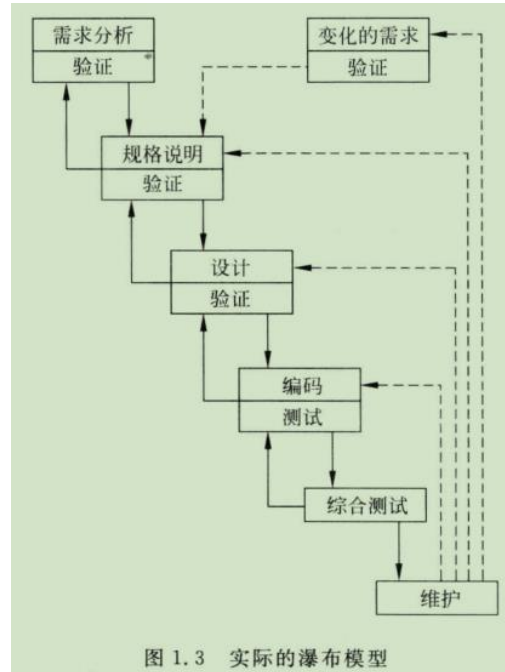 需求分析
验证
变化的需求
验证
规格说明
验证
设计
验证
编码
测试
综合测试
维护
图 1.3 实际的瀑布模型